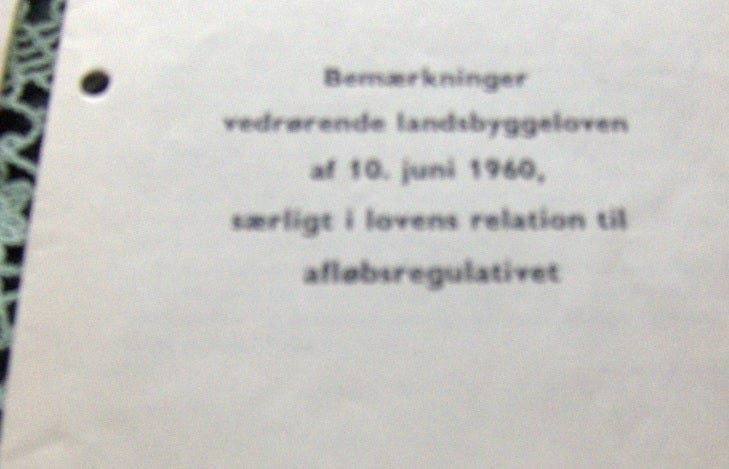 Bemærkninger
vedrørende landsbyggeloven
af 10. juni 1960,
særligt i lovens relation til
afløbsregulativet